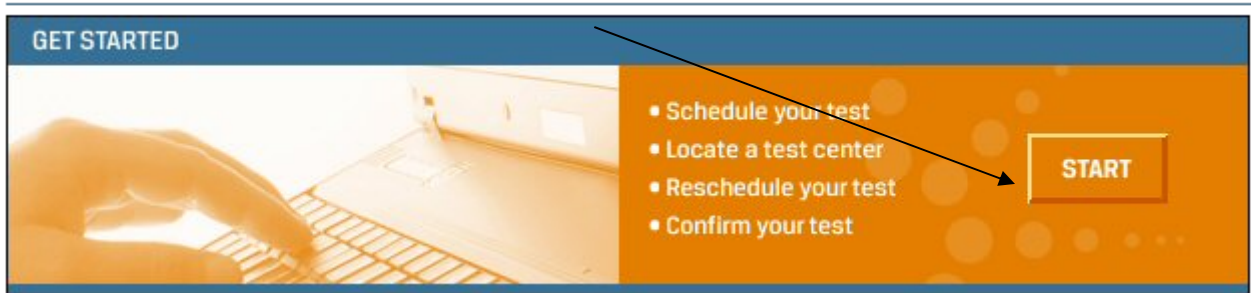 GET STARTED
• Schedule your test
• Locate a test center
• Reschedule your test
• Confirm your test
START